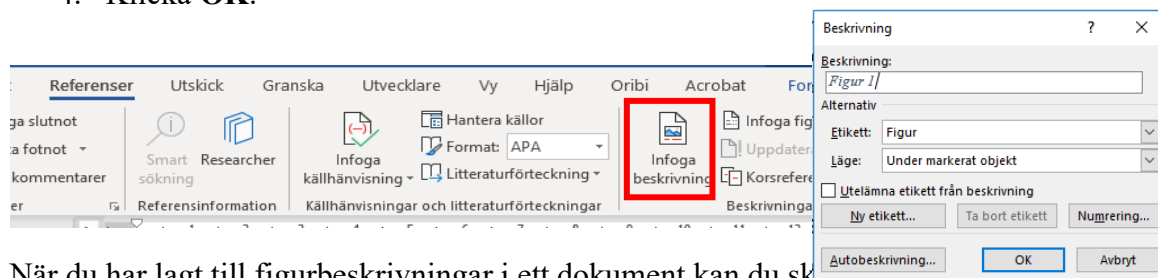 Klicka OK.
Referenser Utskick Granska Utvecklare Vy Hjälp Oribi Acrobat
ga slutnot
a fotnot
kommentarer
Smart sökning
Researcher
Referensinformation
Infoga källhänvisning
Hantera källor
Format: APA
Litteraturförteckning
Källhänvisningar och litteraturförteckningar
Infoga beskrivning
Infoga fig
Uppdater
Korsrefere
Beskrivninga
Beskrivning ?
Beskrivning:
Figur 1
Alternativ
Etikett: Figur
Läge: Under markerat objekt
Utelämna etikett från beskrivning
Ny etikett... Ta bort etikett Numrering...
Autobeskrivning... OK Avbryt
När du har lagt till figurbeskrivningar i ett dokument kan du sk